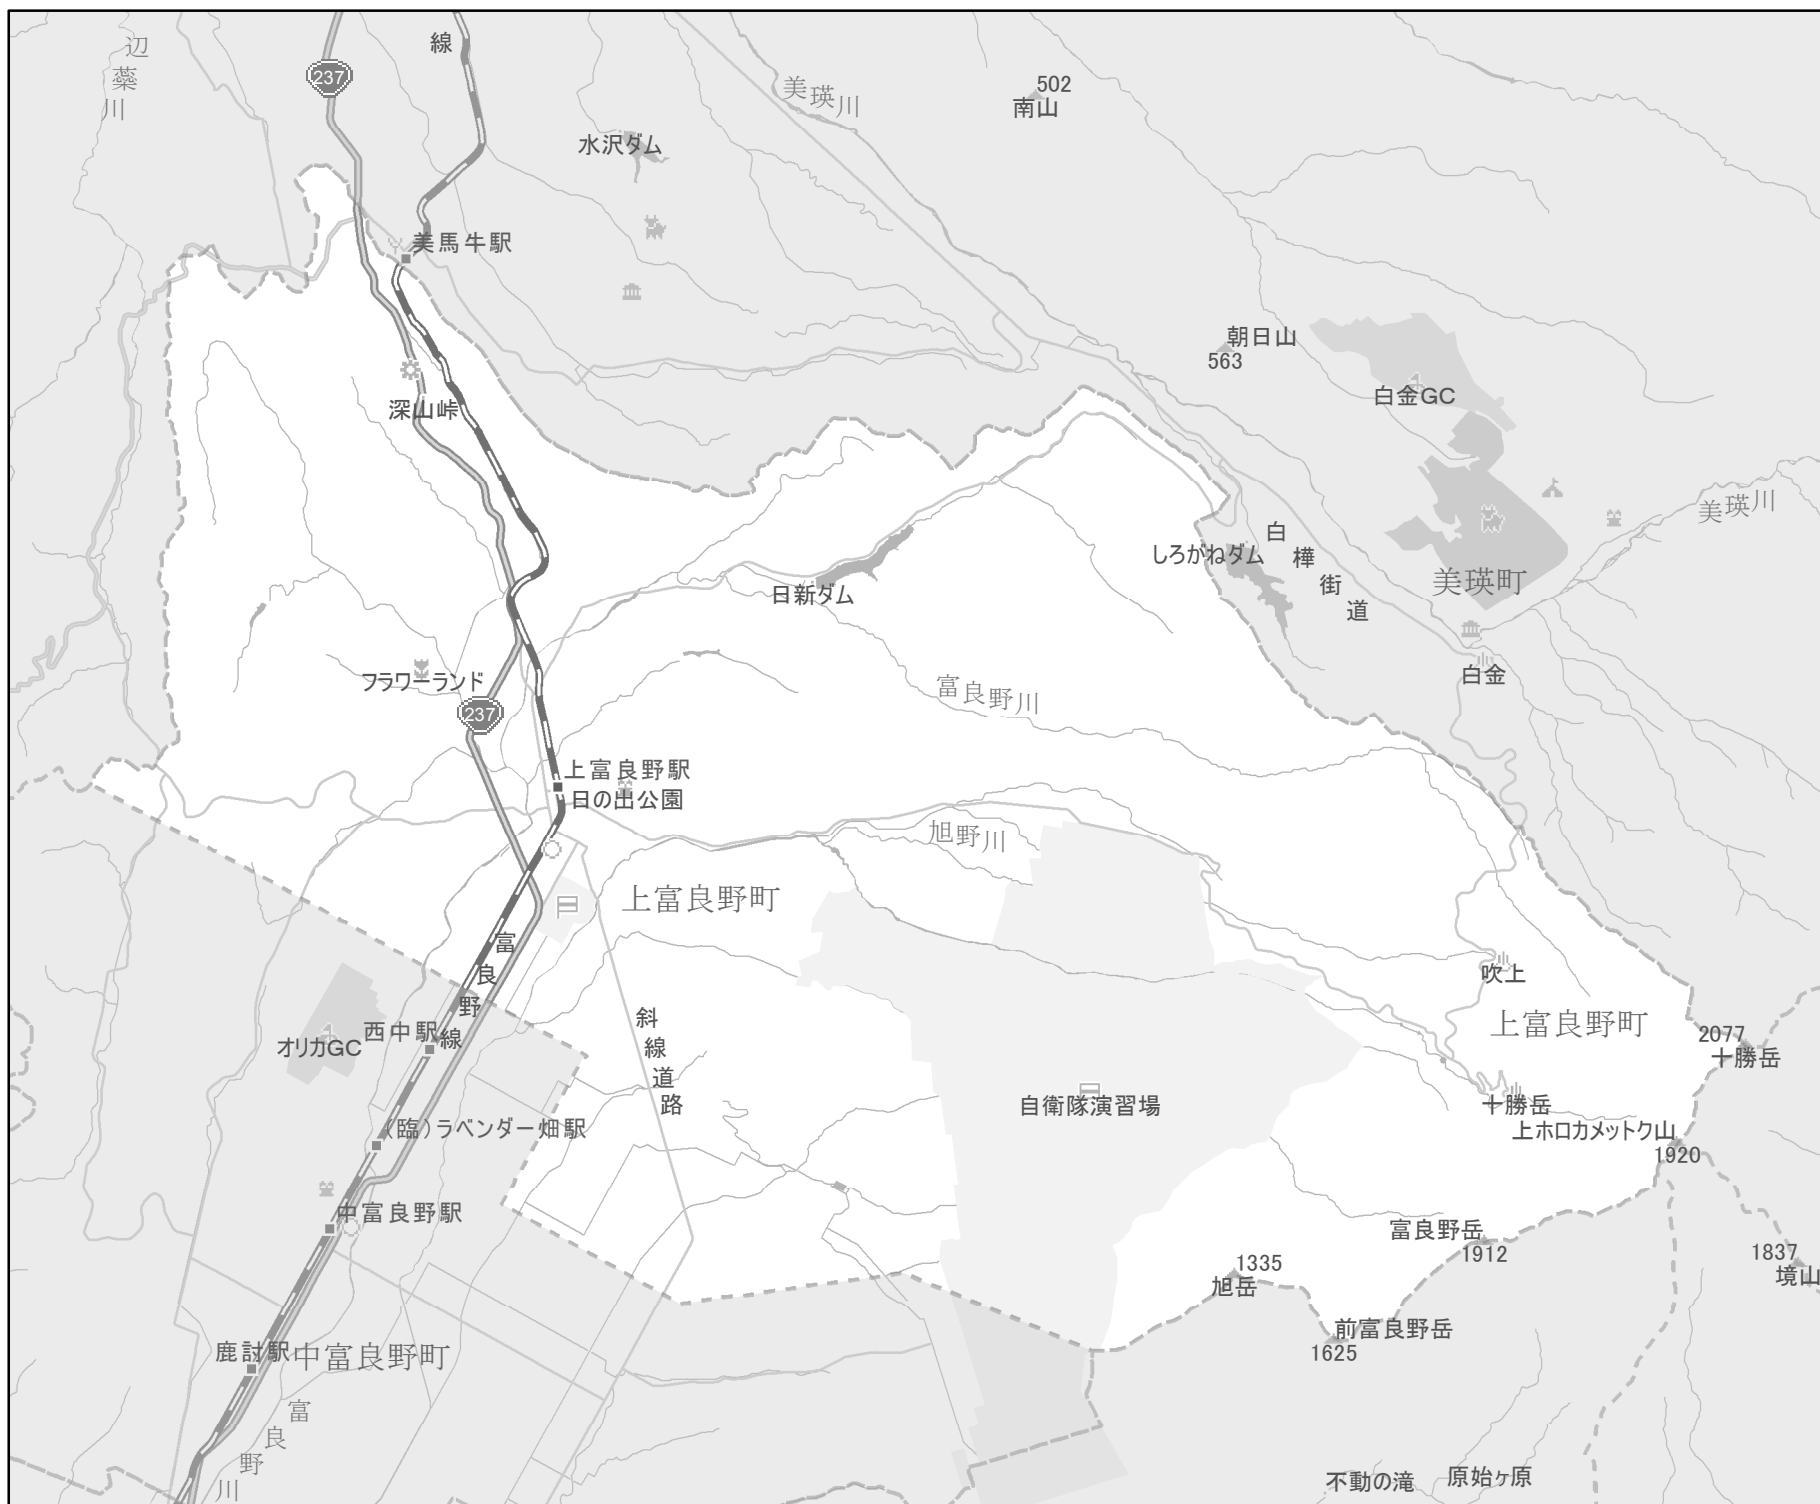 辺蘂川
237
線
美瑛川
502
南山
水沢ダム
美馬牛駅
朝日山
563
深山峠
白金GC
美瑛川
しろがねダム
白樺街道
日新ダム
美瑛町
白金
フラワーランド
富良野川
237
上富良野駅
日の出公園
旭野川
上富良野町
富良野線
吹上
斜線道路
西中駅
オリカGC
上富良野町
2077
十勝岳
自衛隊演習場
十勝岳
(臨)ラベンダー畑駅
上ホロカメットク山
1920
中富良野駅
富良野岳
1912
1837
境山
1335
旭岳
前富良野岳
1625
鹿討駅
中富良野町
富良野川
不動の滝
原始ヶ原